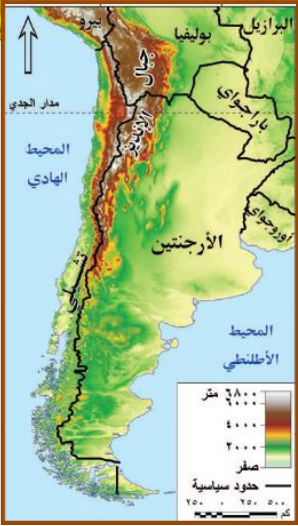 بيرو
بوليفيا
البرازيل
جبال
الأنديز
باراجواي
مدار الجدي
المحيط
الهادي
أوروجواي
الأرجنتين
تشيلي
المحيط
الأطلنطي
٦٨٠٠ متر
٦٠٠٠
٤٠٠٠
٢٠٠٠
صفر
حدود سياسية
٥٠٠ ٢٥٠ ٠ ٢٥٠
كم